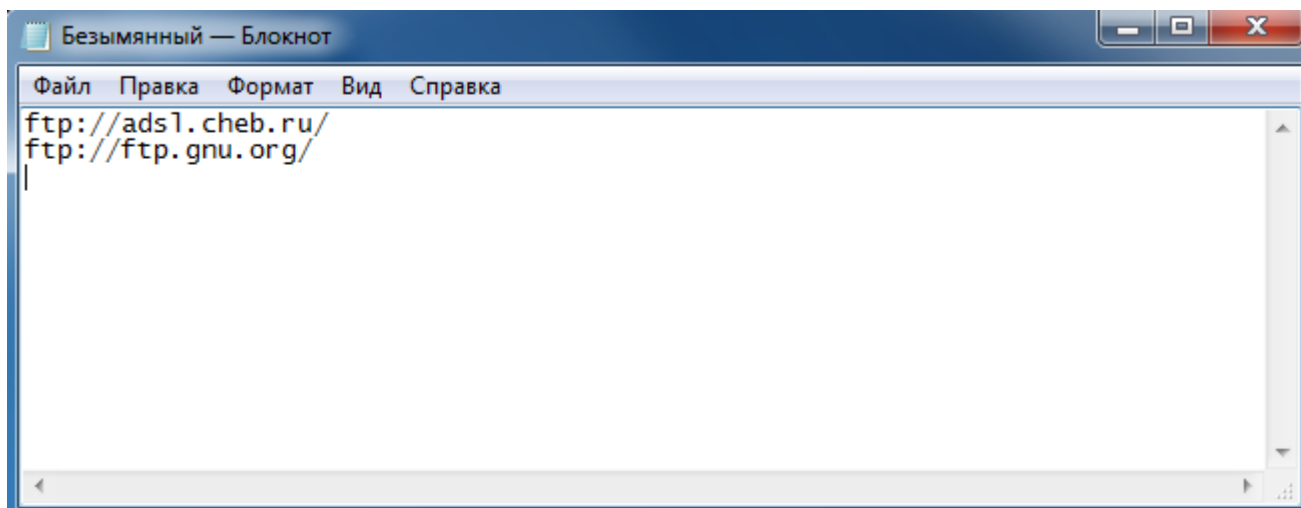 Безымянный — Блокнот
Файл Правка Формат Вид Справка
ftp://adsl.cheb.ru/
ftp://ftp.gnu.org/